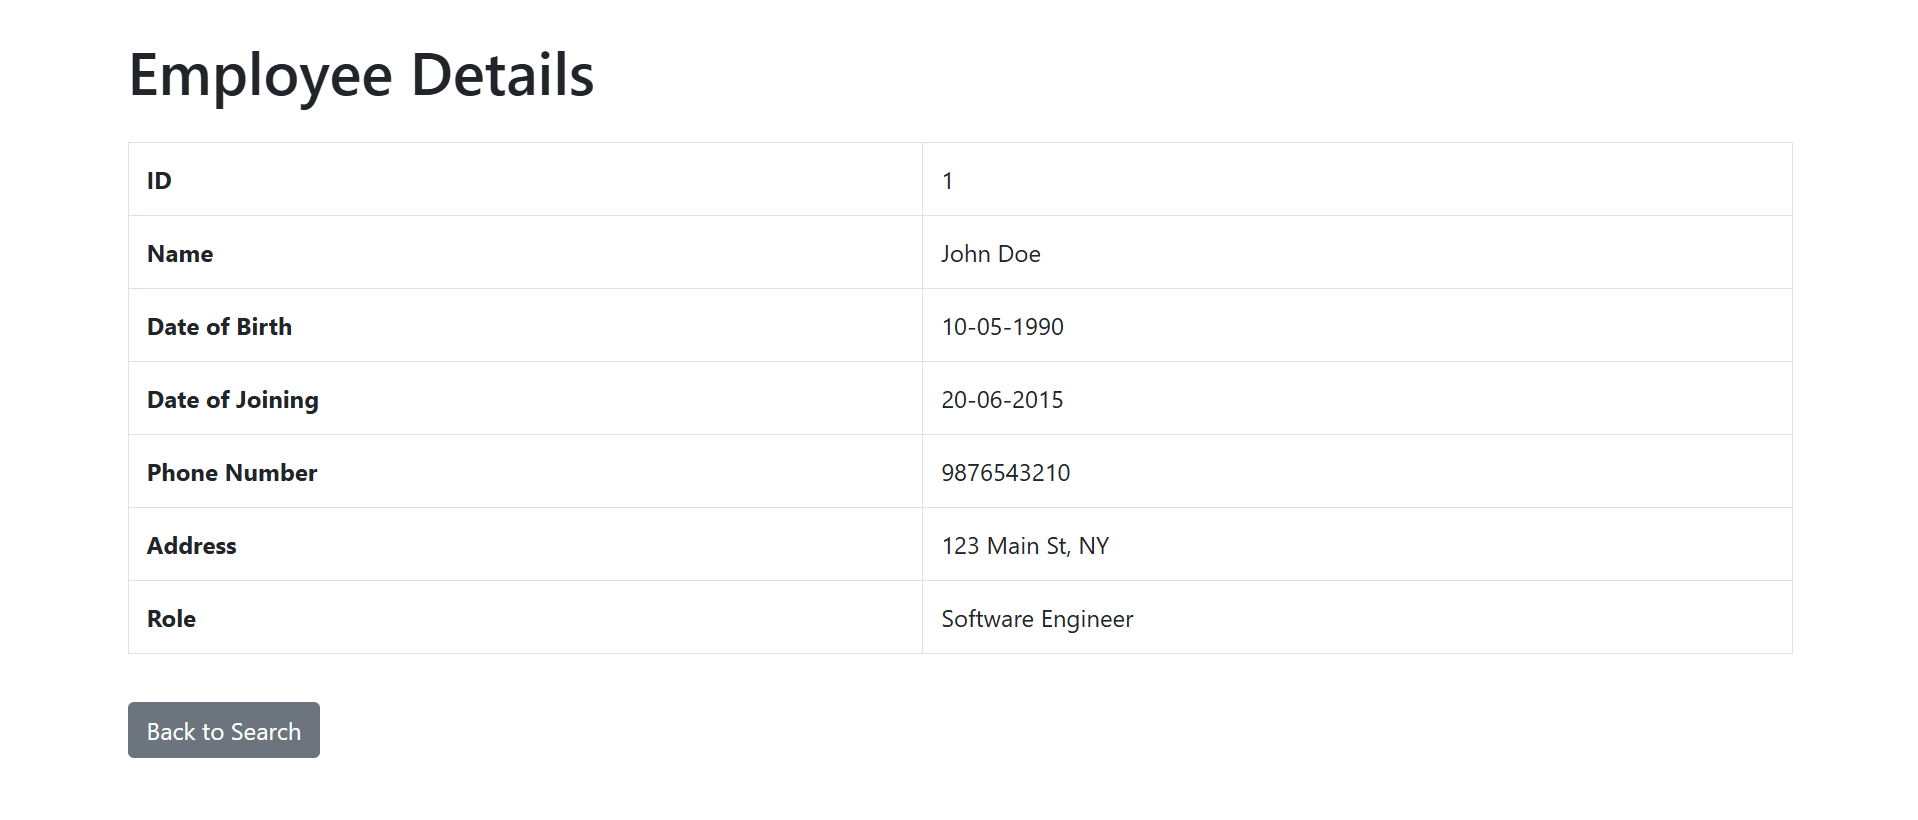 Employee Details
ID 1
Name John Doe
Date of Birth 10-05-1990
Date of Joining 20-06-2015
Phone Number 9876543210
Address 123 Main St, NY
Role Software Engineer
Back to Search